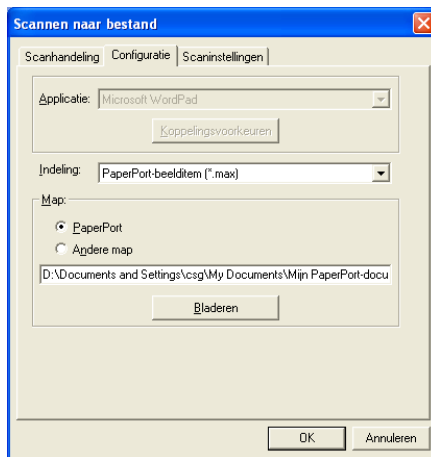 Scannen naar bestand
Scanhandeling Configuratie Scaninstellingen
Applicatie: Microsoft WordPad
Koppelingsvoorkeuren
Indeling: PaperPort-beelditem (*.max)
Map:
PaperPort
Andere map
D:\Documents and Settings\csg\My Documents\Mijn PaperPort-docu
Bladeren
OK Annuleren